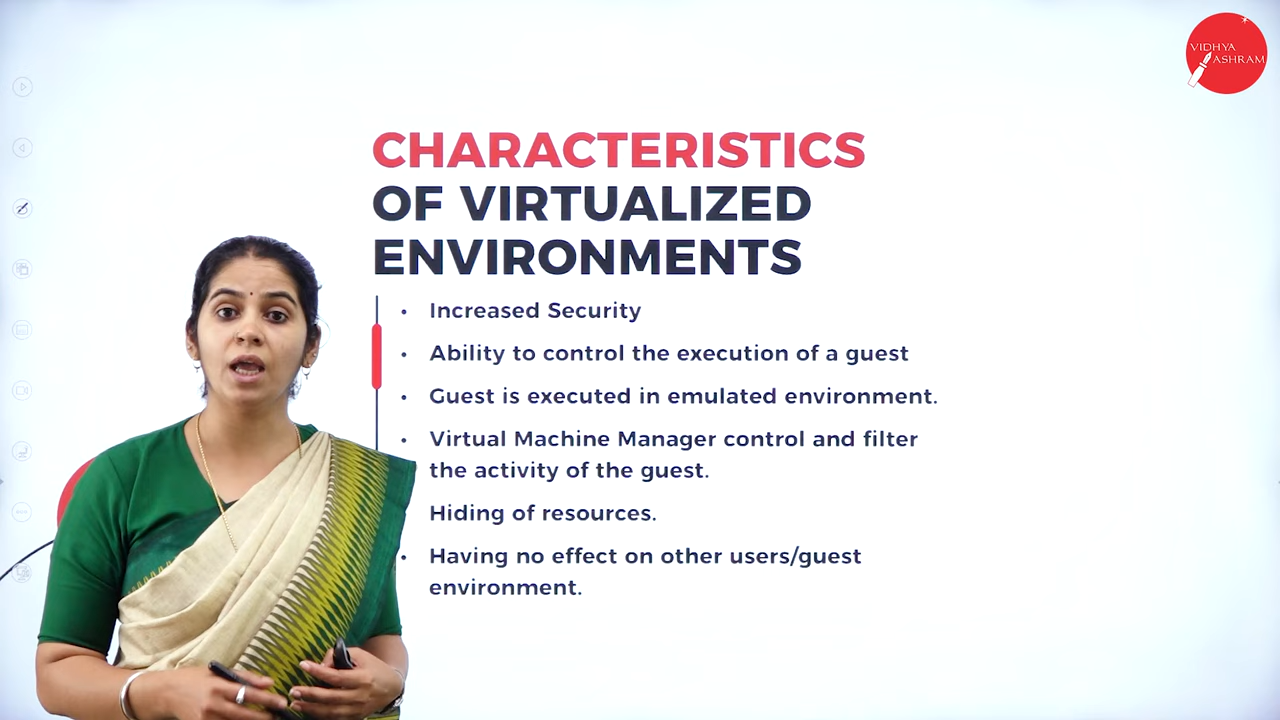 VIDHYA
ASHRAM
CHARACTERISTICS
OF VIRTUALIZED
ENVIRONMENTS
• Increased Security
• Ability to control the execution of a guest
• Guest is executed in emulated environment.
• Virtual Machine Manager control and filter
the activity of the guest.
Hiding of resources.
• Having no effect on other users/guest
environment.